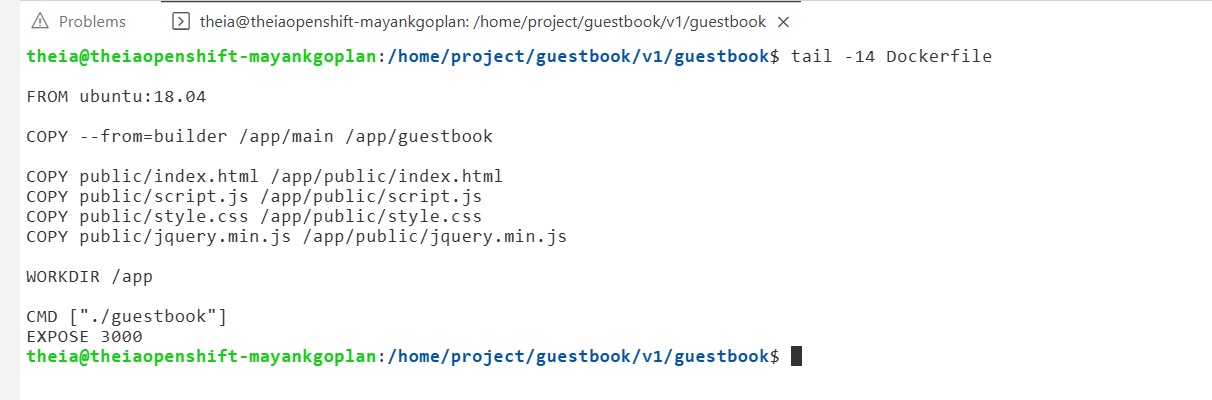 Problems
theia@theiaopenshift-mayankgoplan: /home/project/guestbook/v1/guestbook ×
theia@theiaopenshift-mayankgoplan:/home/project/guestbook/v1/guestbook$ tail -14 Dockerfile
FROM ubuntu:18.04
COPY --from=builder /app/main /app/guestbook
COPY public/index.html /app/public/index.html
COPY public/script.js /app/public/script.js
COPY public/style.css /app/public/style.css
COPY public/jquery.min.js /app/public/jquery.min.js
WORKDIR /app
CMD ["./guestbook"]
EXPOSE 3000
theia@theiaopenshift-mayankgoplan:/home/project/guestbook/v1/guestbook$